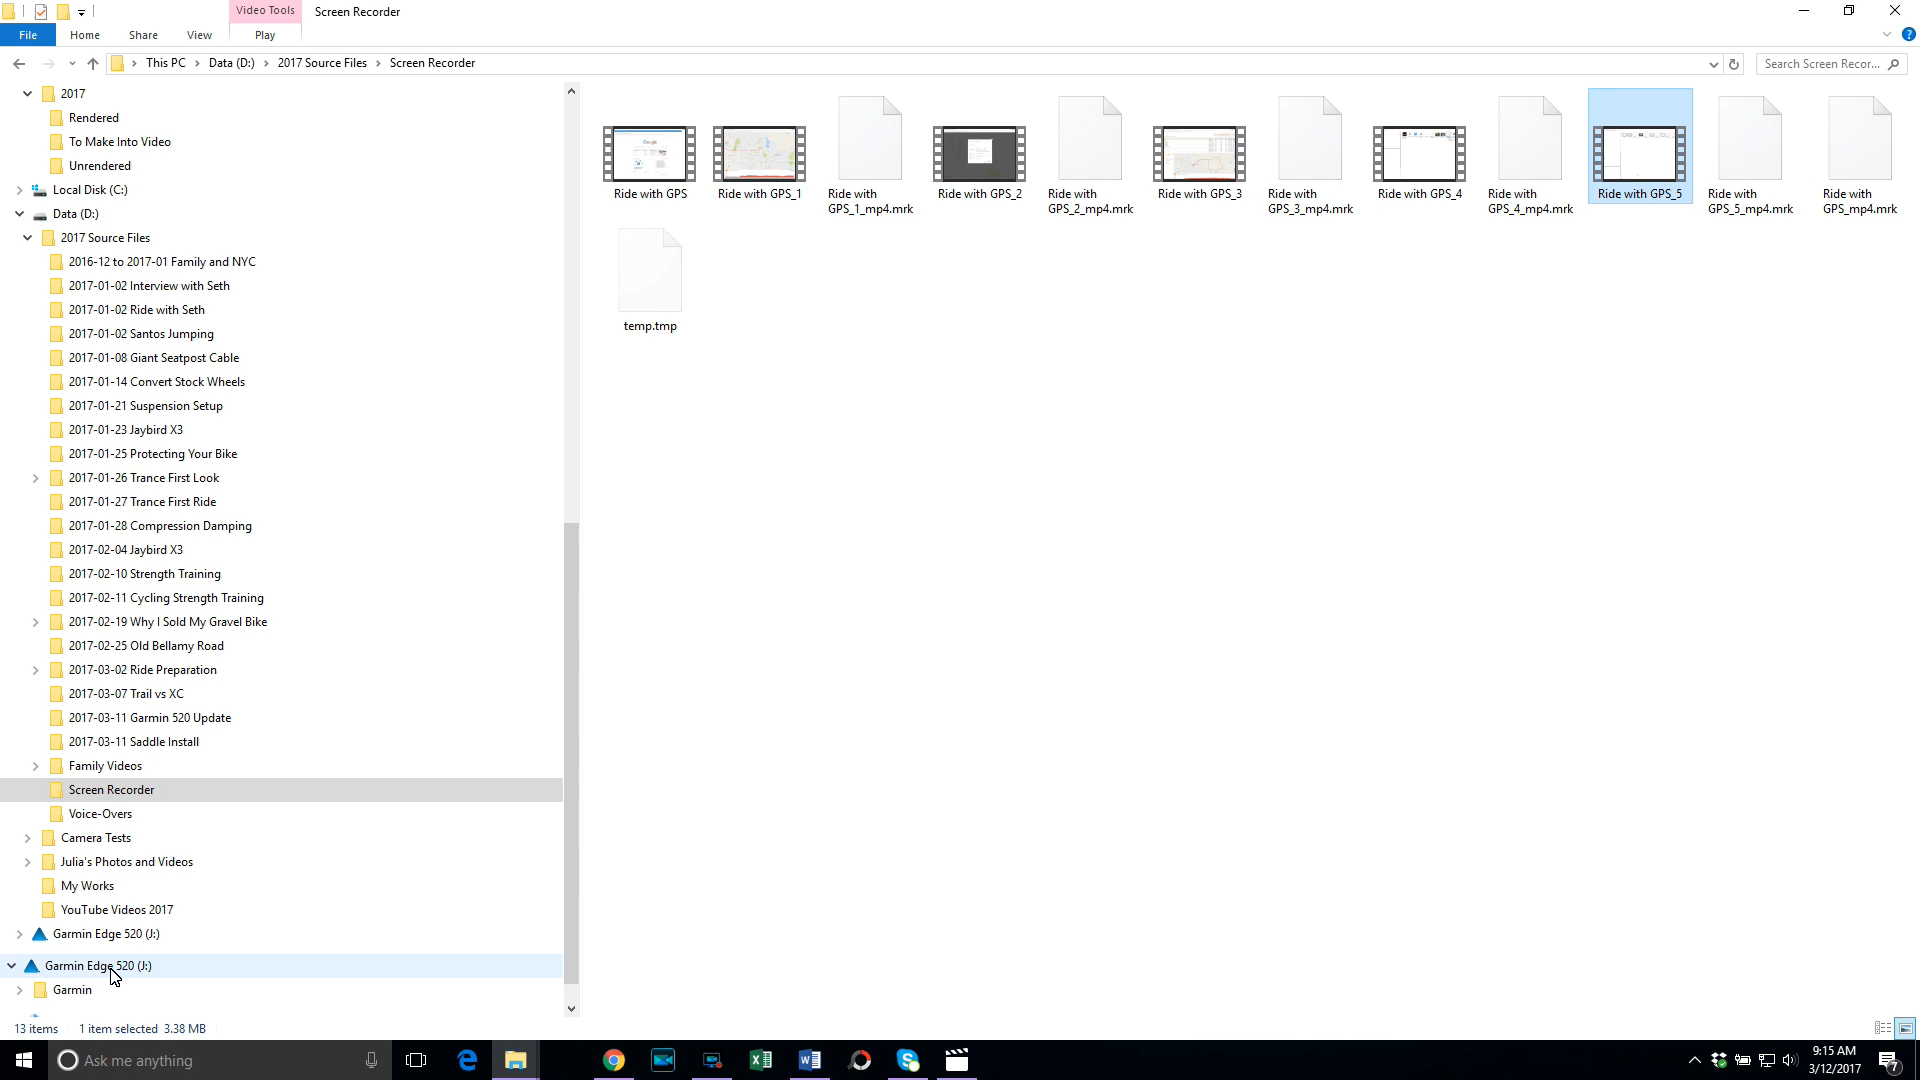 Video Tools
Screen Recorder
File
Home
Share
View
Play
This PC
Data (D:)
2017 Source Files
Screen Recorder
Search Screen Recor...
2017
Rendered
To Make Into Video
Unrendered
Local Disk (C:)
Data (D:)
2017 Source Files
2016-12 to 2017-01 Family and NYC
2017-01-02 Interview with Seth
2017-01-02 Ride with Seth
2017-01-02 Santos Jumping
2017-01-08 Giant Seatpost Cable
2017-01-14 Convert Stock Wheels
2017-01-21 Suspension Setup
2017-01-23 Jaybird X3
2017-01-25 Protecting Your Bike
2017-01-26 Trance First Look
2017-01-27 Trance First Ride
2017-01-28 Compression Damping
2017-02-04 Jaybird X3
2017-02-10 Strength Training
2017-02-11 Cycling Strength Training
2017-02-19 Why I Sold My Gravel Bike
2017-02-25 Old Bellamy Road
2017-03-02 Ride Preparation
2017-03-07 Trail vs XC
2017-03-11 Garmin 520 Update
2017-03-11 Saddle Install
Family Videos
Screen Recorder
Voice-Overs
Camera Tests
Julia's Photos and Videos
My Works
YouTube Videos 2017
Garmin Edge 520 (J:)
Garmin Edge 520 (J:)
Garmin
Google
Ride with GPS
Ride with GPS_1
Ride with
GPS_1_mp4.mrk
Ride with GPS_2
Ride with
GPS_2_mp4.mrk
Ride with GPS_3
Ride with
GPS_3_mp4.mrk
Ride with GPS_4
Ride with
GPS_4_mp4.mrk
Ride with GPS_5
Ride with
GPS_5_mp4.mrk
Ride with
GPS_mp4.mrk
temp.tmp
13 items
1 item selected 3.38 MB
Ask me anything
9:15 AM
3/12/2017
7